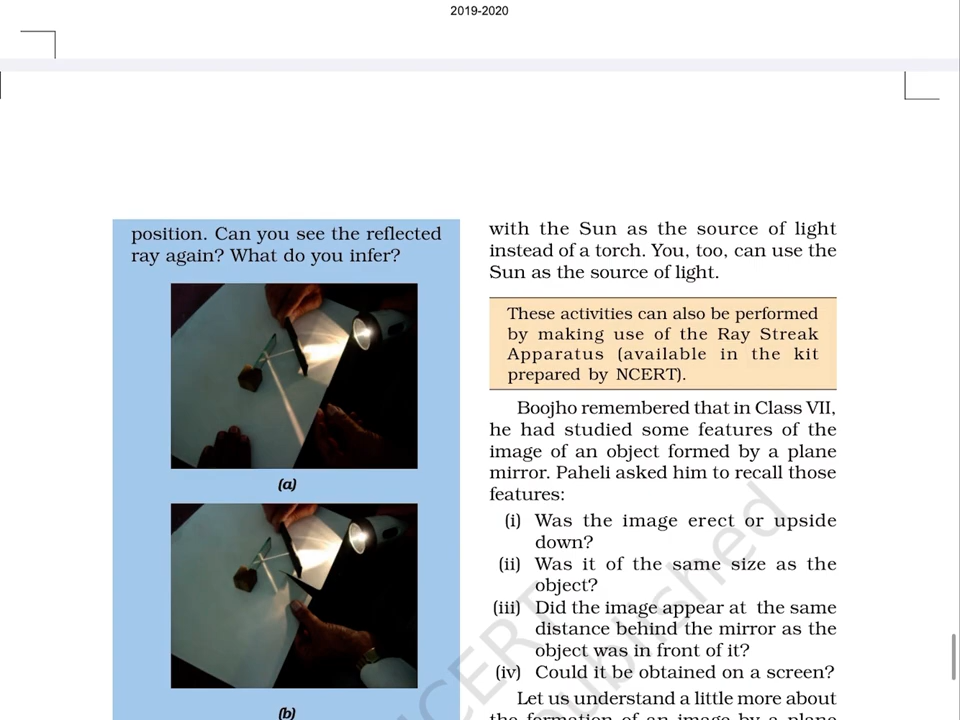 2019-2020
position. Can you see the reflected
ray again? What do you infer?
(a)
(b)
with the Sun as the source of light
instead of a torch. You, too, can use the
Sun as the source of light.
These activities can also be performed
by making use of the Ray Streak
Apparatus (available in the kit
prepared by NCERT).
Boojho remembered that in Class VII,
he had studied some features of the
image of an object formed by a plane
mirror. Paheli asked him to recall those
features:
(i) Was the image erect or upside
down?
(ii) Was it of the same size as the
object?
(iii) Did the image appear at the same
distance behind the mirror as the
object was in front of it?
(iv) Could it be obtained on a screen?
Let us understand a little more about
the formation of an image by a plane